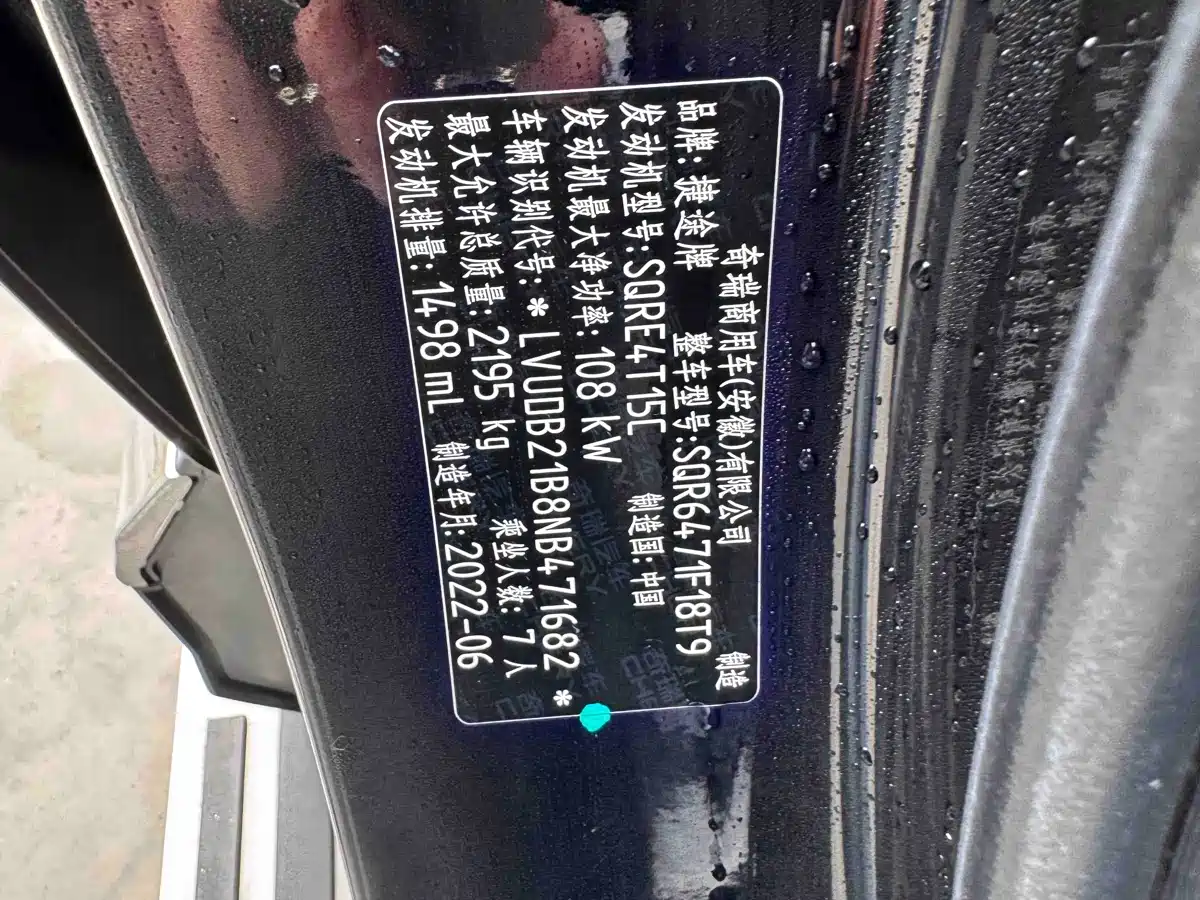 奇瑞商用车(安徽)有限公司 制造
品牌:捷途牌 整车型号:SQR6471F18T9
发动机型号:SQRE4T15C 制造国:中国
发动机最大净功率:108 kW
车辆识别代号:*LVUDB21B8NB471682*
最大允许总质量:2195 kg 乘坐人数:7人
发动机排量:1498 mL 制造年月:2022-06